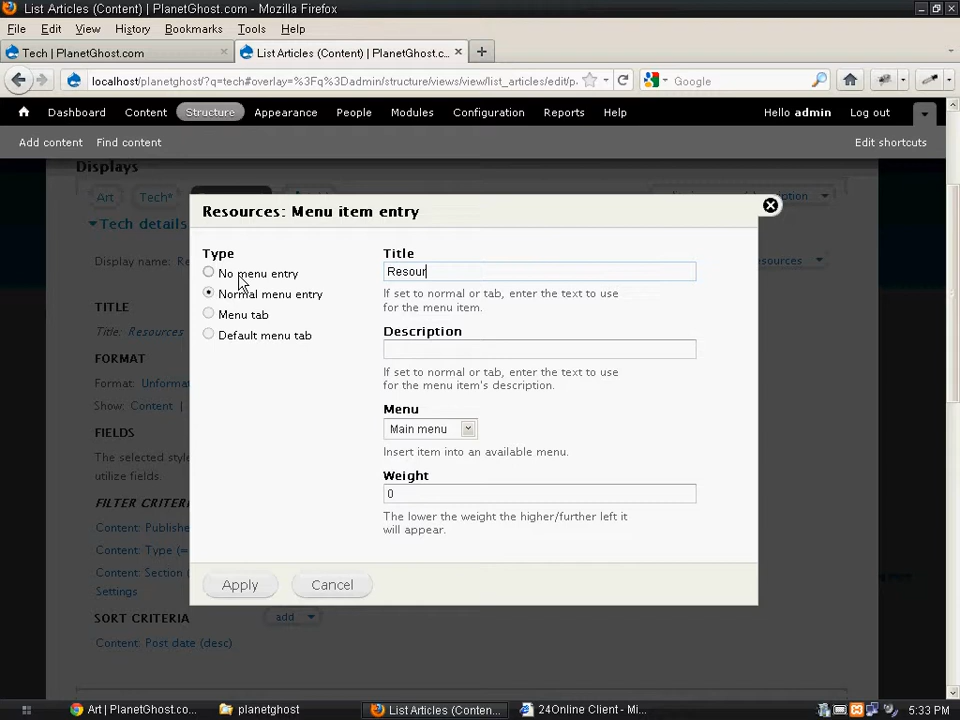 List Articles (Content) | PlanetGhost.com - Mozilla Firefox
File Edit View History Bookmarks Tools Help
Tech | PlanetGhost.com
List Articles (Content) | PlanetGhost.c...
localhost/planetghost/?q=tech#overlay=%3Fq%3Dadmin/structure/views/view/list_articles/edit/p
Google
Dashboard Content Structure Appearance People Modules Configuration Reports Help Hello admin Log out
Add content Find content Edit shortcuts
Displays
Art Tech*
Tech details
Display name: Re
TITLE
Title: Resources
FORMAT
Format: Unformat
Show: Content |
FIELDS
The selected style
utilize fields.
FILTER CRITERI
Content: Publishe
Content: Type (=
Content: Section (
Settings
SORT CRITERIA add
Content: Post date (desc)
Resources: Menu item entry
Type
No menu entry
Normal menu entry
Menu tab
Default menu tab
Title
Resour
If set to normal or tab, enter the text to use
for the menu item.
Description
If set to normal or tab, enter the text to use
for the menu item's description.
Menu
Main menu
Insert item into an available menu.
Weight
0
The lower the weight the higher/further left it
will appear.
Apply Cancel
Art | PlanetGhost.co...
planetghost
List Articles (Conten...
24Online Client - Mi...
5:33 PM